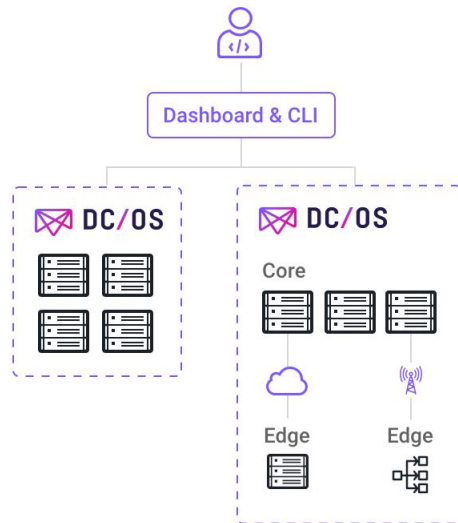 Dashboard & CLI
DC/OS
DC/OS
Core
Edge
Edge